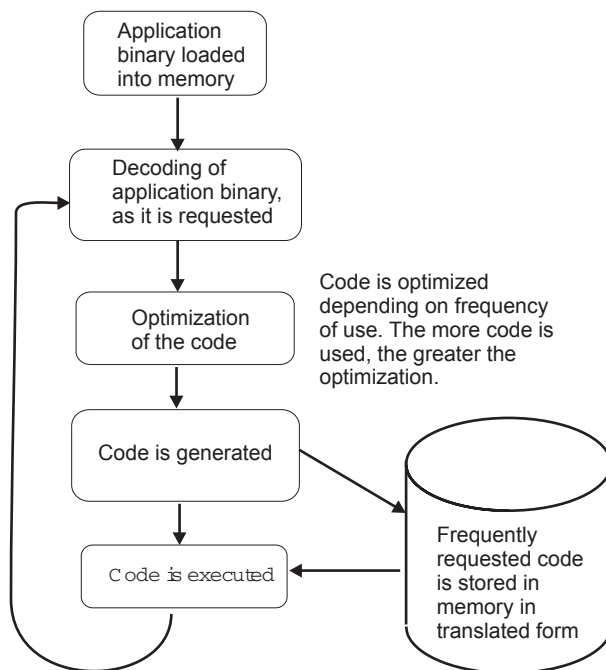 Application
binary loaded
into memory
Decoding of
application binary,
as it is requested
Optimization
of the code
Code is optimized
depending on frequency
of use. The more code is
used, the greater the
optimization.
Code is generated
Frequently
requested code
is stored in
memory in
translated form
Code is executed